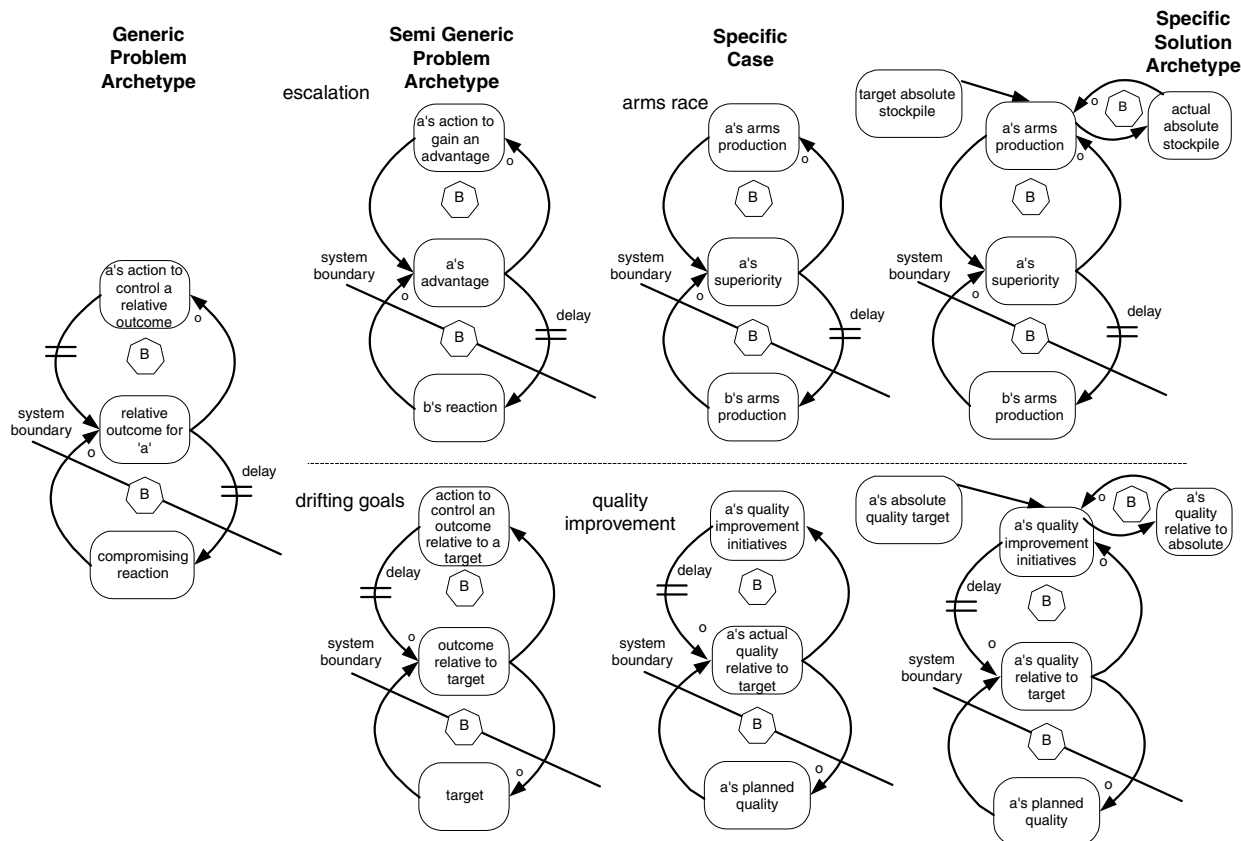 Generic
Problem
Archetype
Semi Generic
Problem
Archetype
Specific
Case
Specific
Solution
Archetype
a's action to
control a
relative
outcome
o
B
system
boundary
relative
outcome for
'a'
o
delay
B
compromising
reaction
escalation
a's action to
gain an
advantage
o
B
system
boundary
a's
advantage
o
delay
B
b's reaction
arms race
a's arms
production
o
B
system
boundary
a's
superiority
o
delay
B
b's arms
production
target absolute
stockpile
o
B
actual
absolute
stockpile
a's arms
production
o
B
system
boundary
a's
superiority
o
delay
B
b's arms
production
drifting goals
action to
control an
outcome
relative to a
target
delay
B
system
boundary
o
outcome
relative to
target
B
o
target
quality
improvement
a's quality
improvement
initiatives
delay
B
system
boundary
o
a's actual
quality
relative to
target
B
o
a's planned
quality
a's absolute
quality target
o
B
a's
quality
relative to
absolute
a's quality
improvement
initiatives
o
delay
B
system
boundary
o
a's quality
relative to
target
B
o
a's planned
quality